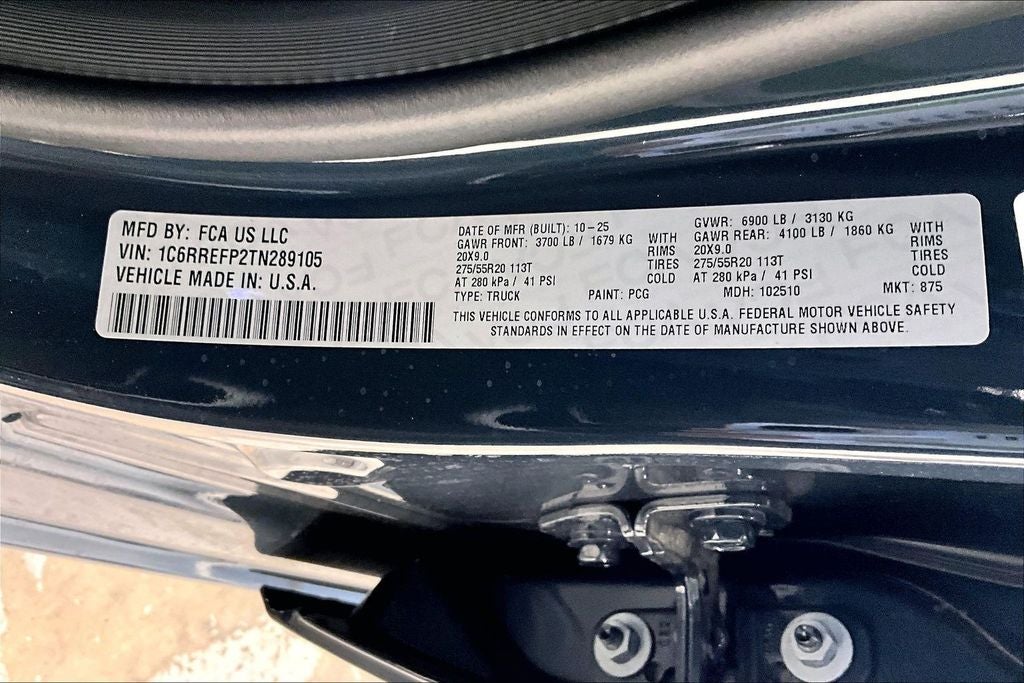 MFD BY: FCA US LLC
VIN: 1C6RREFP2TN289105
VEHICLE MADE IN: U.S.A.
DATE OF MFR (BUILT): 10-25
GAWR FRONT: 3700 LB / 1679 KG WITH
20X9.0 RIMS
275/55R20 113T TIRES
AT 280 kPa / 41 PSI COLD
GVWR: 6900 LB / 3130 KG
GAWR REAR: 4100 LB / 1860 KG WITH
20X9.0 RIMS
275/55R20 113T TIRES
AT 280 kPa / 41 PSI COLD
TYPE: TRUCK PAINT: PCG MDH: 102510 MKT: 875
THIS VEHICLE CONFORMS TO ALL APPLICABLE U.S.A. FEDERAL MOTOR VEHICLE SAFETY
STANDARDS IN EFFECT ON THE DATE OF MANUFACTURE SHOWN ABOVE.